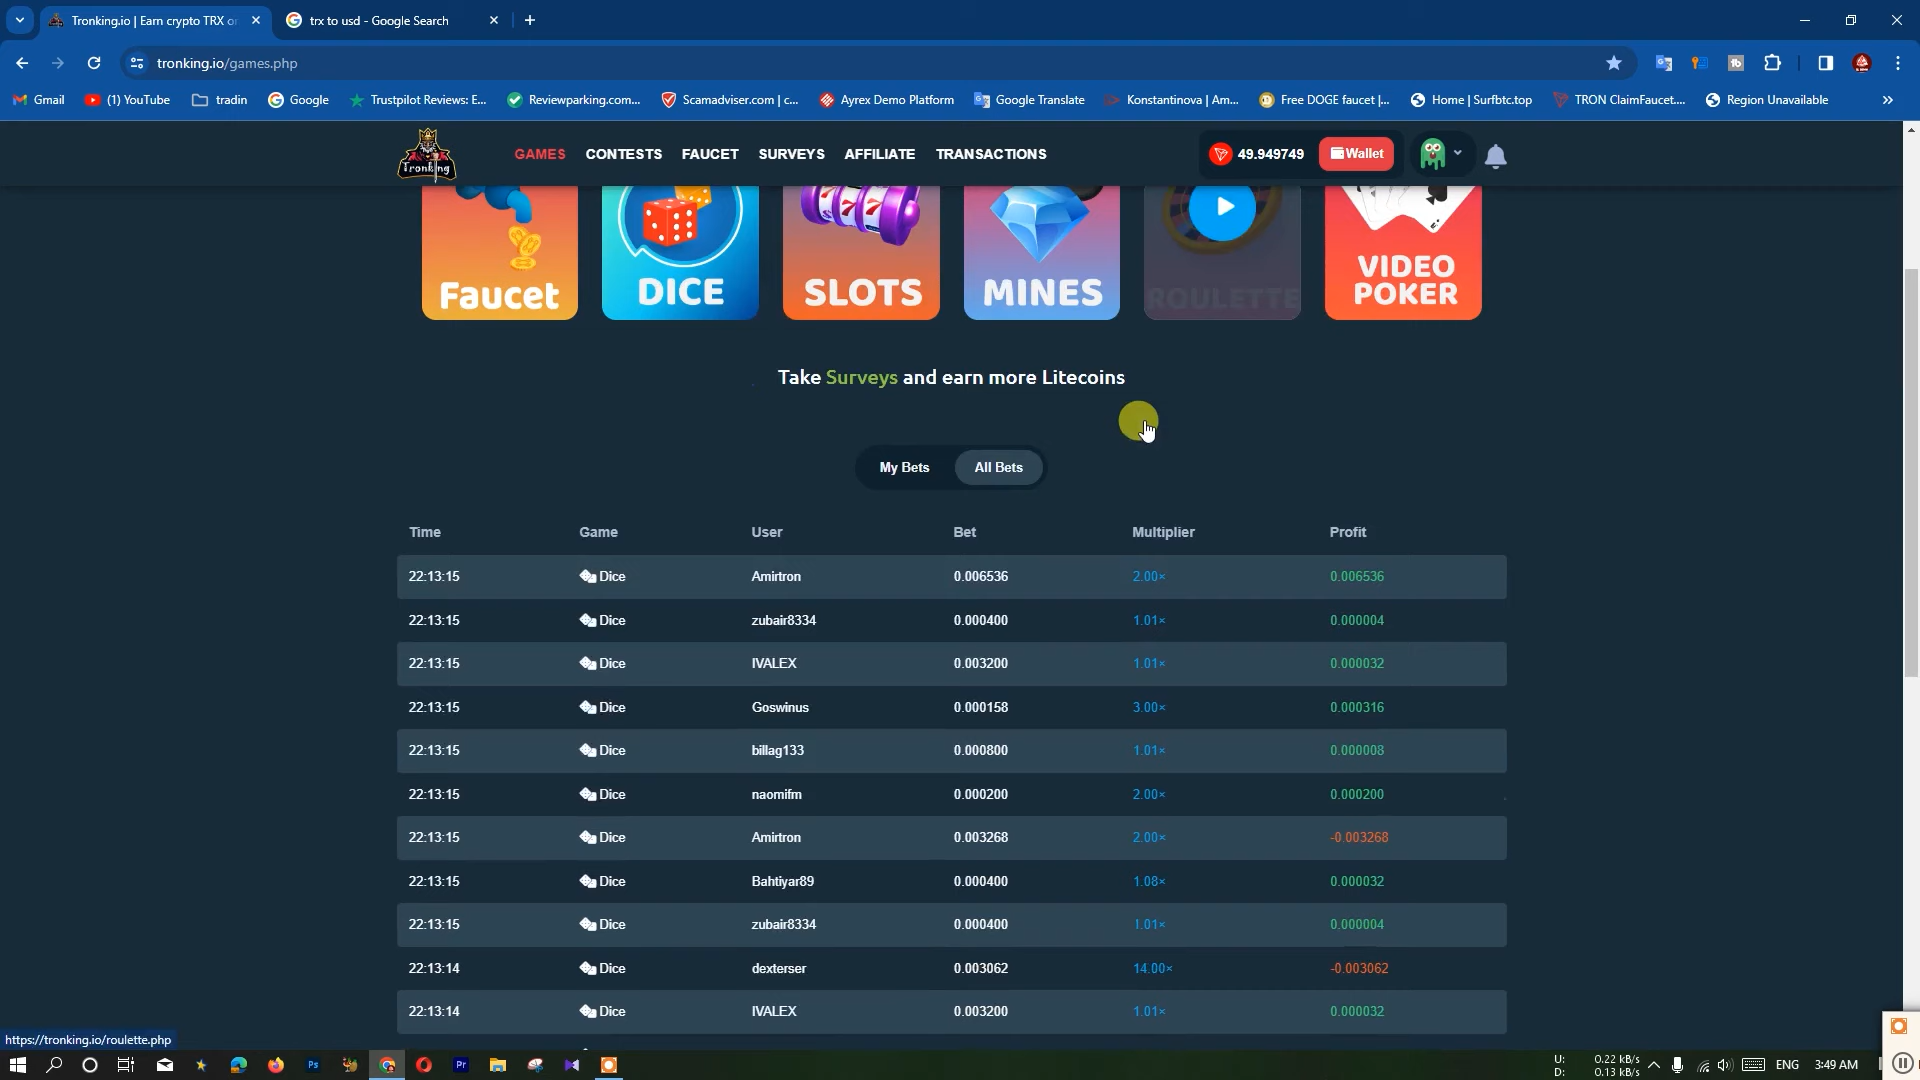 Tronking.io | Earn crypto TRX o
trx to usd - Google Search
tronking.io/games.php
Gmail
(1) YouTube
tradin
Google
Trustpilot Reviews: E...
Reviewparking.com...
Scamadviser.com | c...
Ayrex Demo Platform
Google Translate
Konstantinova | Am...
Free DOGE faucet |...
Home | Surfbtc.top
TRON ClaimFaucet....
Region Unavailable
»
Tronking
GAMES
CONTESTS
FAUCET
SURVEYS
AFFILIATE
TRANSACTIONS
49.949749
Wallet
Faucet
DICE
SLOTS
MINES
ROULETTE
VIDEO
POKER
Take Surveys and earn more Litecoins
My Bets
All Bets
Time Game User Bet Multiplier Profit
22:13:15 Dice Amirtron 0.006536 2.00× 0.006536
22:13:15 Dice zubair8334 0.000400 1.01× 0.000004
22:13:15 Dice IVALEX 0.003200 1.01× 0.000032
22:13:15 Dice Goswinus 0.000158 3.00× 0.000316
22:13:15 Dice billag133 0.000800 1.01× 0.000008
22:13:15 Dice naomifm 0.000200 2.00× 0.000200
22:13:15 Dice Amirtron 0.003268 2.00× -0.003268
22:13:15 Dice Bahtiyar89 0.000400 1.08× 0.000032
22:13:15 Dice zubair8334 0.000400 1.01× 0.000004
22:13:14 Dice dexterser 0.003062 14.00× -0.003062
22:13:14 Dice IVALEX 0.003200 1.01× 0.000032
https://tronking.io/roulette.php
U: 0.22 kB/s
D: 0.13 kB/s
ENG
3:49 AM